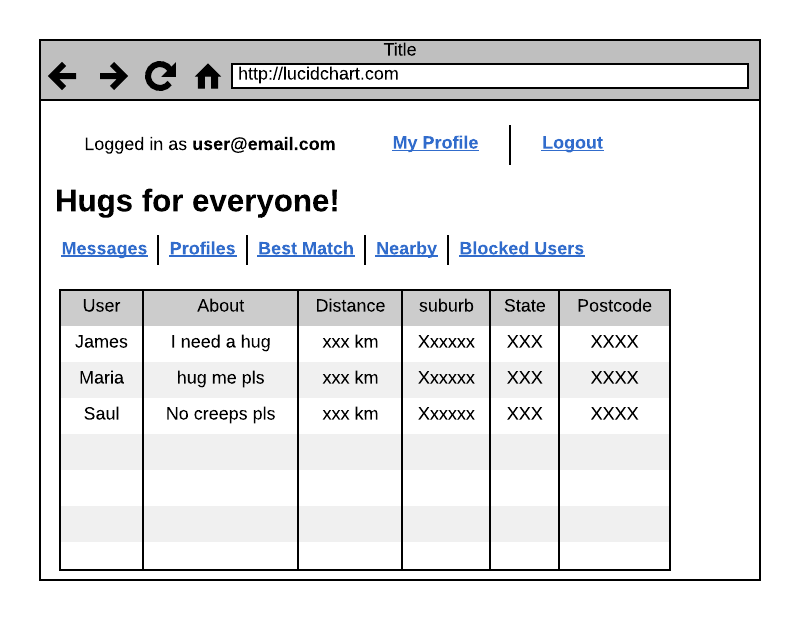 Title
http://lucidchart.com
Logged in as user@email.com My Profile Logout
Hugs for everyone!
Messages Profiles Best Match Nearby Blocked Users
User About Distance suburb State Postcode
James I need a hug xxx km Xxxxxx XXX XXXX
Maria hug me pls xxx km Xxxxxx XXX XXXX
Saul No creeps pls xxx km Xxxxxx XXX XXXX